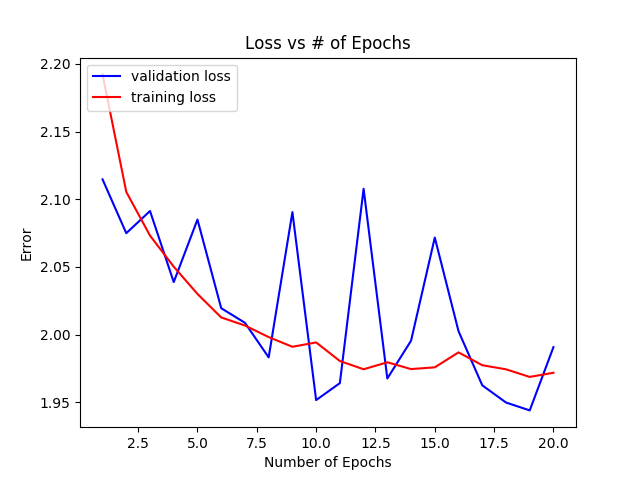 Loss vs # of Epochs
validation loss
training loss
Error
2.20
2.15
2.10
2.05
2.00
1.95
2.5 5.0 7.5 10.0 12.5 15.0 17.5 20.0
Number of Epochs